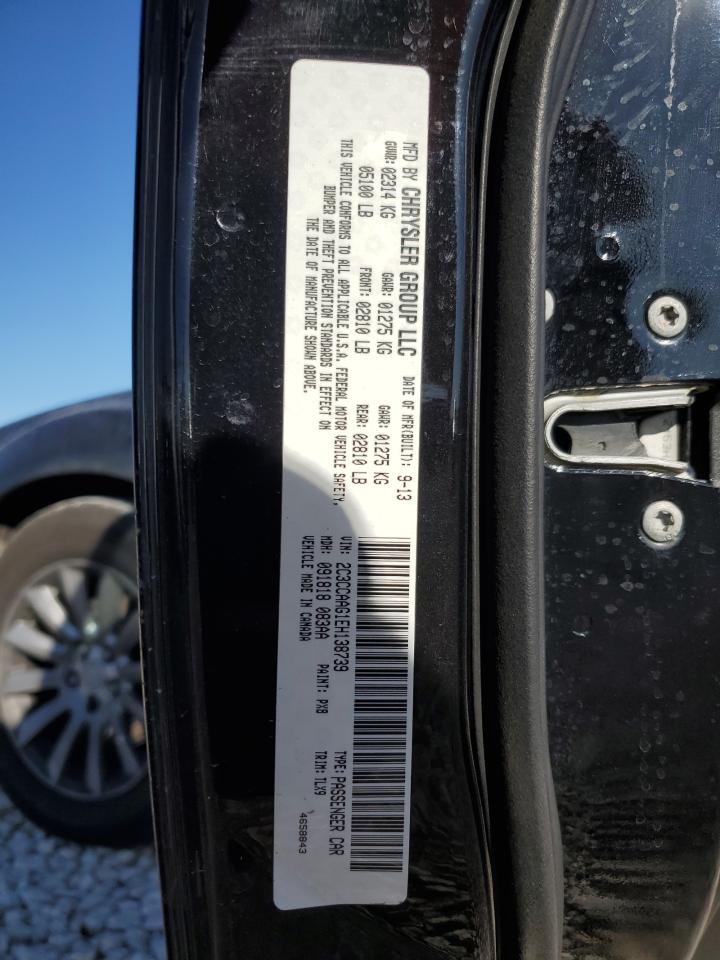 MFD BY CHRYSLER GROUP LLC DATE OF MFR(BUILT): 9-13
GVWR: 02314 KG GAWR: 01275 KG GAWR: 01275 KG
05100 LB FRONT: 02810 LB REAR: 02810 LB
THIS VEHICLE CONFORMS TO ALL APPLICABLE U.S.A. FEDERAL MOTOR VEHICLE SAFETY,
BUMPER AND THEFT PREVENTION STANDARDS IN EFFECT ON
THE DATE OF MANUFACTURE SHOWN ABOVE.
VIN: 2C3CCAAG1EH138739 TYPE: PASSENGER CAR
MDH: 091818 083AA PAINT: PX8 TRIM: TLX9
VEHICLE MADE IN CANADA 4658843